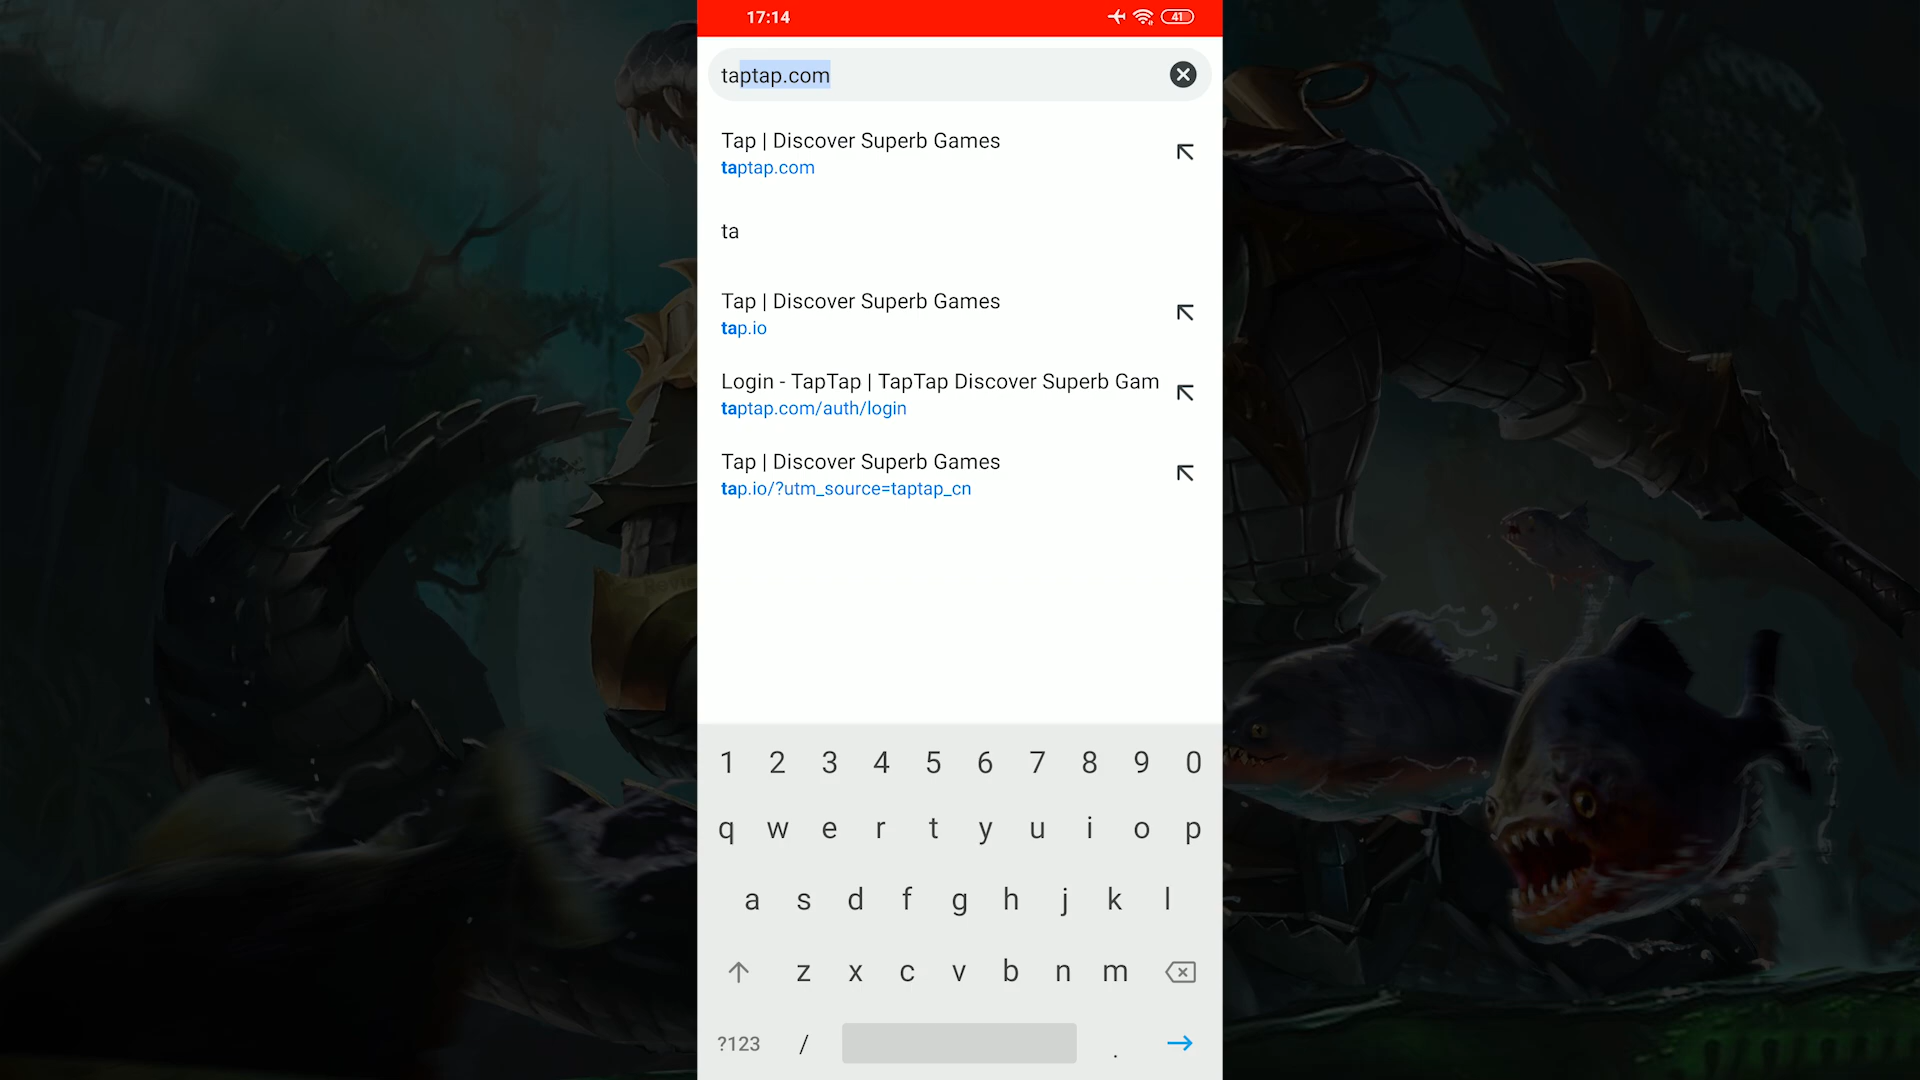 17:14
41
taptap.com
Tap | Discover Superb Games
taptap.com
ta
Tap | Discover Superb Games
tap.io
Login - TapTap | TapTap Discover Superb Gam
taptap.com/auth/login
Tap | Discover Superb Games
tap.io/?utm_source=taptap_cn
1 2 3 4 5 6 7 8 9 0
q w e r t y u i o p
a s d f g h j k l
z x c v b n m
?123 / .